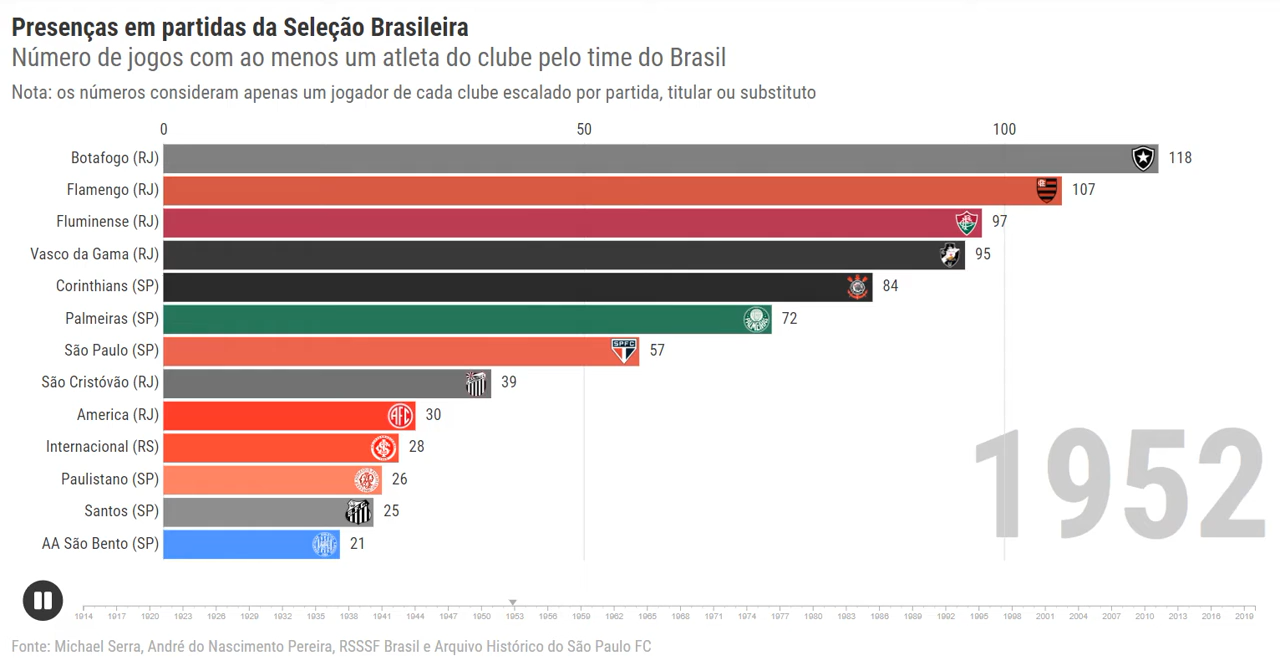 Presenças em partidas da Seleção Brasileira
Número de jogos com ao menos um atleta do clube pelo time do Brasil
Nota: os números consideram apenas um jogador de cada clube escalado por partida, titular ou substituto
0 50 100
Botafogo (RJ) 118
Flamengo (RJ) 107
Fluminense (RJ) 97
Vasco da Gama (RJ) 95
Corinthians (SP) 84
Palmeiras (SP) 72
São Paulo (SP) SPFC 57
São Cristóvão (RJ) 39
America (RJ) AFC 30
Internacional (RS) 28
Paulistano (SP) 26
Santos (SP) 25
AA São Bento (SP) 21
1952
1914 1917 1920 1923 1926 1929 1932 1935 1938 1941 1944 1947 1950 1953 1956 1959 1962 1965 1968 1971 1974 1977 1980 1983 1986 1989 1992 1995 1998 2001 2004 2007 2010 2013 2016 2019
Fonte: Michael Serra, André do Nascimento Pereira, RSSSF Brasil e Arquivo Histórico do São Paulo FC